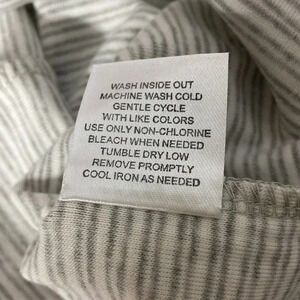 WASH INSIDE OUT
MACHINE WASH COLD
GENTLE CYCLE
WITH LIKE COLORS
USE ONLY NON-CHLORINE
BLEACH WHEN NEEDED
TUMBLE DRY LOW
REMOVE PROMPTLY
COOL IRON AS NEEDED